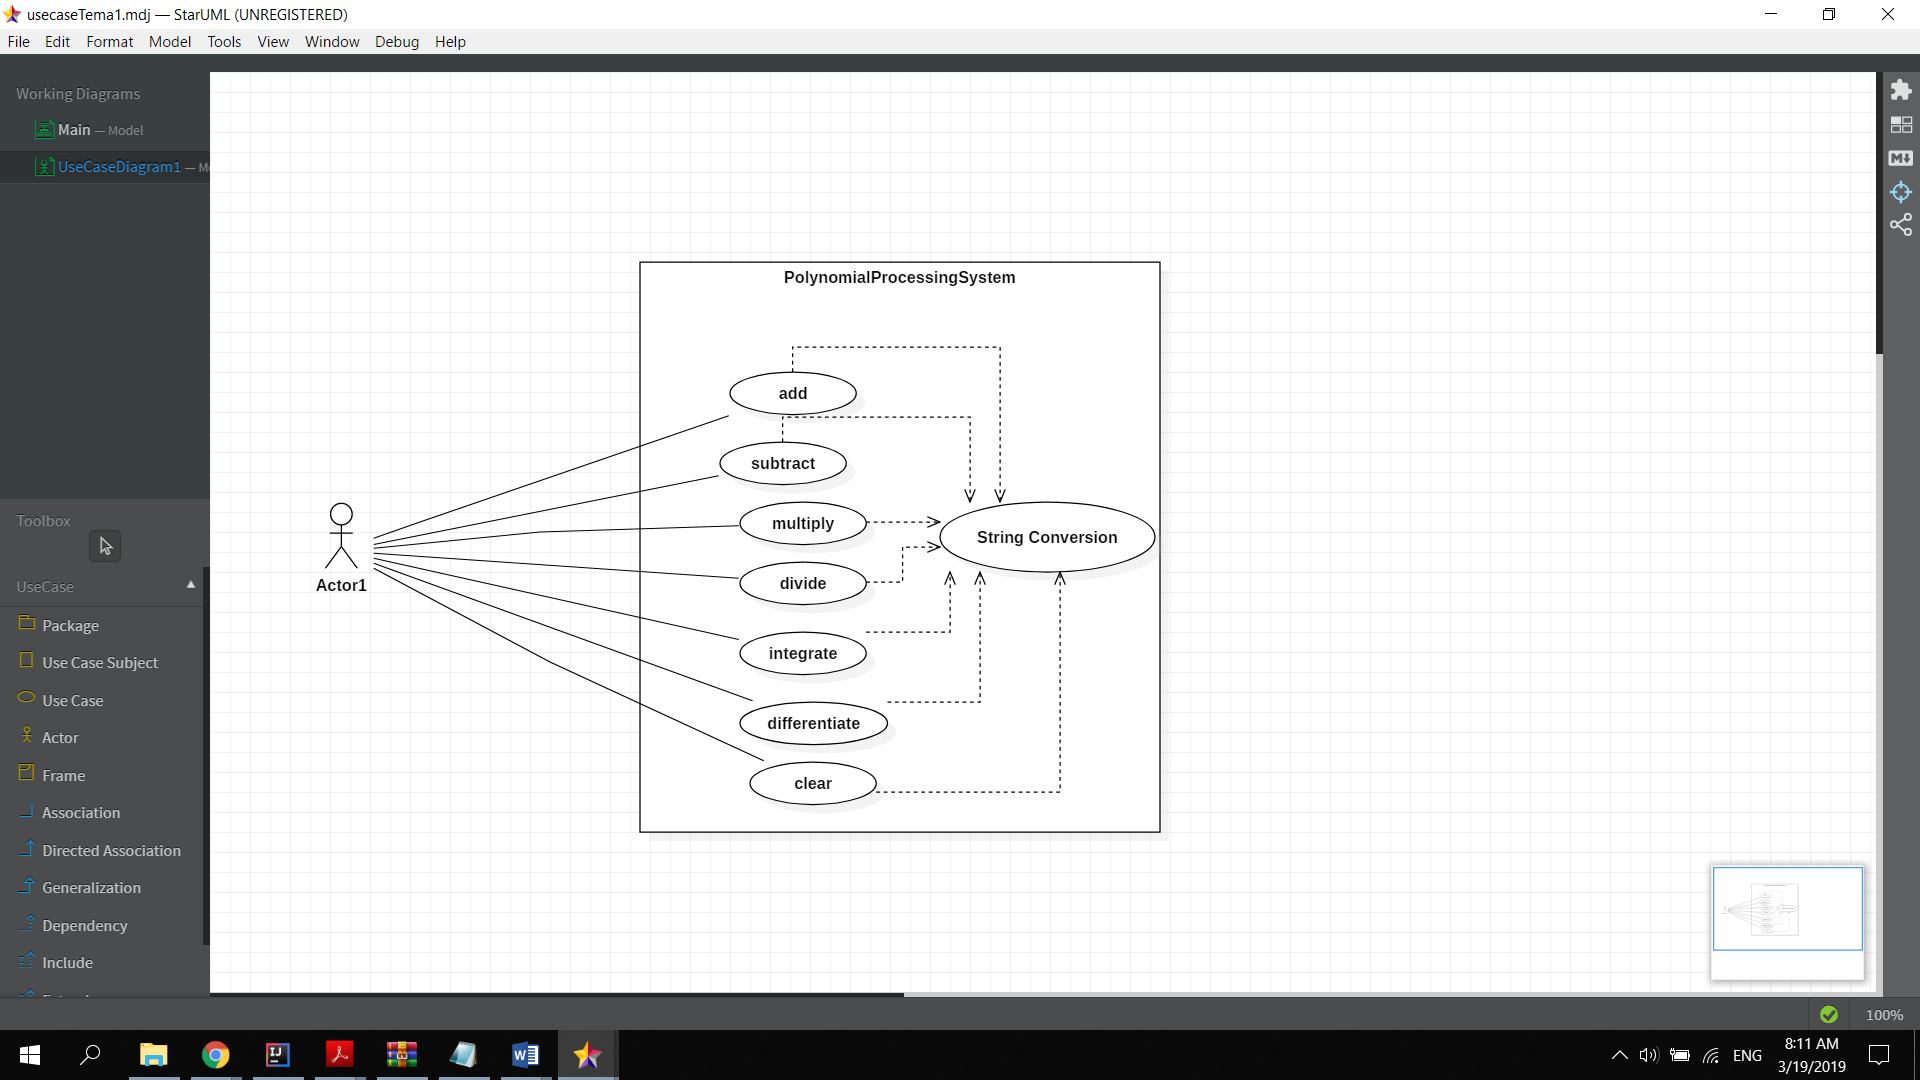 usecaseTema1.mdj — StarUML (UNREGISTERED)
File Edit Format Model Tools View Window Debug Help
Working Diagrams
Main — Model
UseCaseDiagram1 — Mo
Toolbox
UseCase
Package
Use Case Subject
Use Case
Actor
Frame
Association
Directed Association
Generalization
Dependency
Include
PolynomialProcessingSystem
add
subtract
multiply
divide
integrate
differentiate
clear
String Conversion
Actor1
M
100%
IJ
W
ENG
8:11 AM
3/19/2019